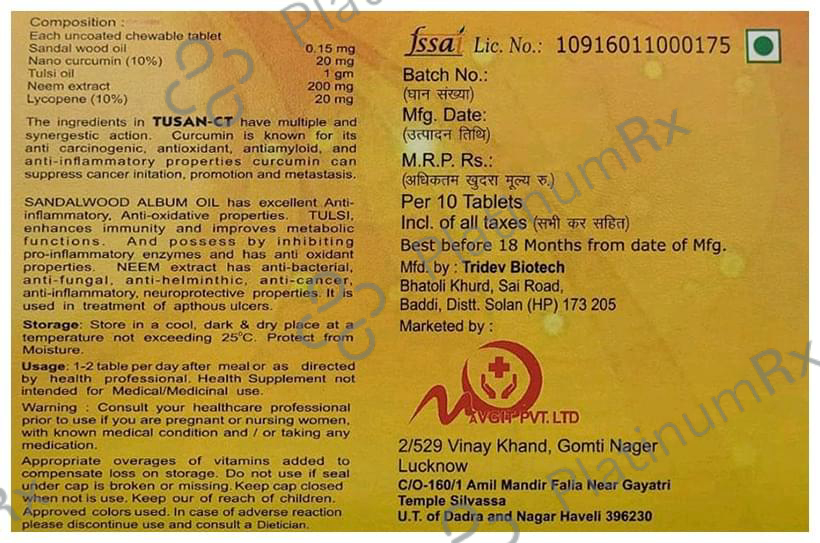 Composition :
Each uncoated chewable tablet
Sandal wood oil 0.15 mg
Nano curcumin (10%) 20 mg
Tulsi oil 1 gm
Neem extract 200 mg
Lycopene (10%) 20 mg
The ingredients in TUSAN-CT have multiple and
synergestic action. Curcumin is known for its
anti carcinogenic, antioxidant, antiamyloid, and
anti-inflammatory properties curcumin can
suppress cancer initation, promotion and metastasis.
SANDALWOOD ALBUM OIL has excellent Anti-
inflammatory, Anti-oxidative properties. TULSI,
enhances immunity and improves metabolic
functions. And possess by inhibiting
pro-inflammatory enzymes and has anti oxidant
properties. NEEM extract has anti-bacterial,
anti-fungal, anti-helminthic, anti-cancer,
anti-inflammatory, neuroprotective properties. It is
used in treatment of apthous ulcers.
Storage: Store in a cool, dark & dry place at a
temperature not exceeding 25°C. Protect from
Moisture.
Usage: 1-2 table per day after meal or as directed
by health professional. Health Supplement not
intended for Medical/Medicinal use.
Warning : Consult your healthcare professional
prior to use if you are pregnant or nursing women,
with known medical condition and / or taking any
medication.
Appropriate overages of vitamins added to
compensate loss on storage. Do not use if seal
under cap is broken or missing. Keep cap closed
when not is use. Keep our of reach of children.
Approved colors used. In case of adverse reaction
please discontinue use and consult a Dietician.
fssai Lic. No.: 10916011000175
Batch No.:
(घान संख्या)
Mfg. Date:
(उत्पादन तिथि)
M.R.P. Rs.:
(अधिकतम खुदरा मूल्य रु.)
Per 10 Tablets
Incl. of all taxes (सभी कर सहित)
Best before 18 Months from date of Mfg.
Mfd. by : Tridev Biotech
Bhatoli Khurd, Sai Road,
Baddi, Distt. Solan (HP) 173 205
Marketed by :
MAVGIT PVT. LTD
2/529 Vinay Khand, Gomti Nager
Lucknow
C/O-160/1 Amil Mandir Falia Near Gayatri
Temple Silvassa
U.T. of Dadra and Nagar Haveli 396230
PlatinumRx
PlatinumRx
PlatinumRx
Rx